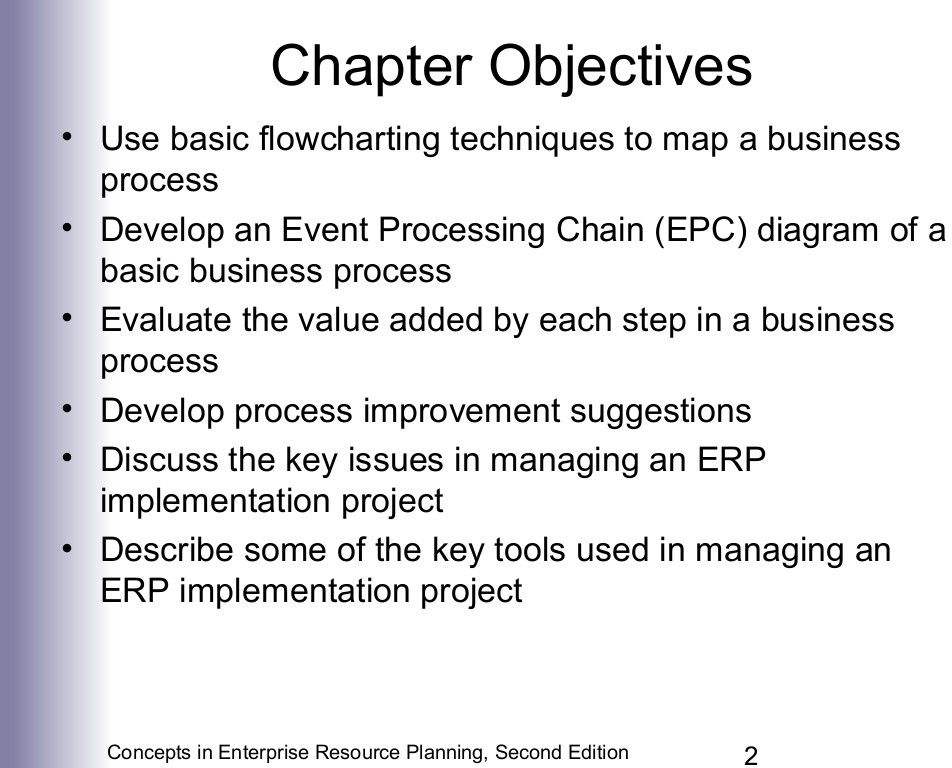 Chapter Objectives
• Use basic flowcharting techniques to map a business
process
• Develop an Event Processing Chain (EPC) diagram of a
basic business process
• Evaluate the value added by each step in a business
process
• Develop process improvement suggestions
• Discuss the key issues in managing an ERP
implementation project
• Describe some of the key tools used in managing an
ERP implementation project
Concepts in Enterprise Resource Planning, Second Edition
2